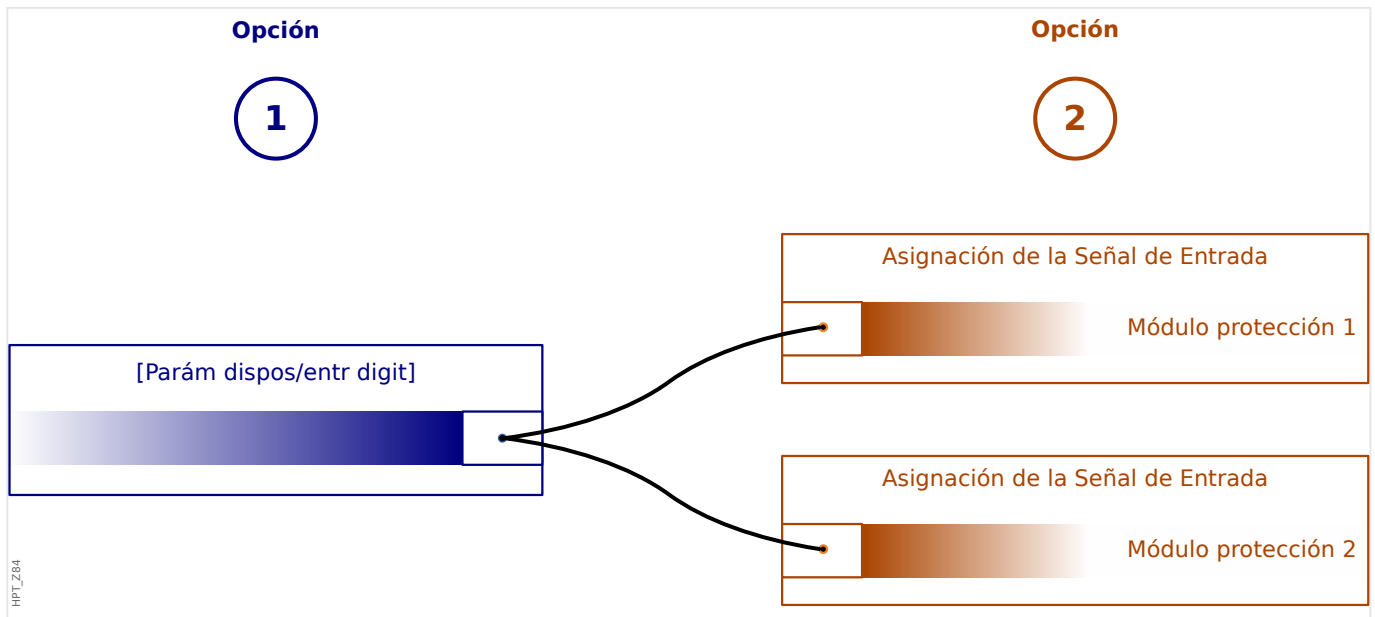 Opción
1
Opción
2
[Parám dispos/entr digit]
Asignación de la Señal de Entrada
Módulo protección 1
Asignación de la Señal de Entrada
Módulo protección 2
HPT_Z84